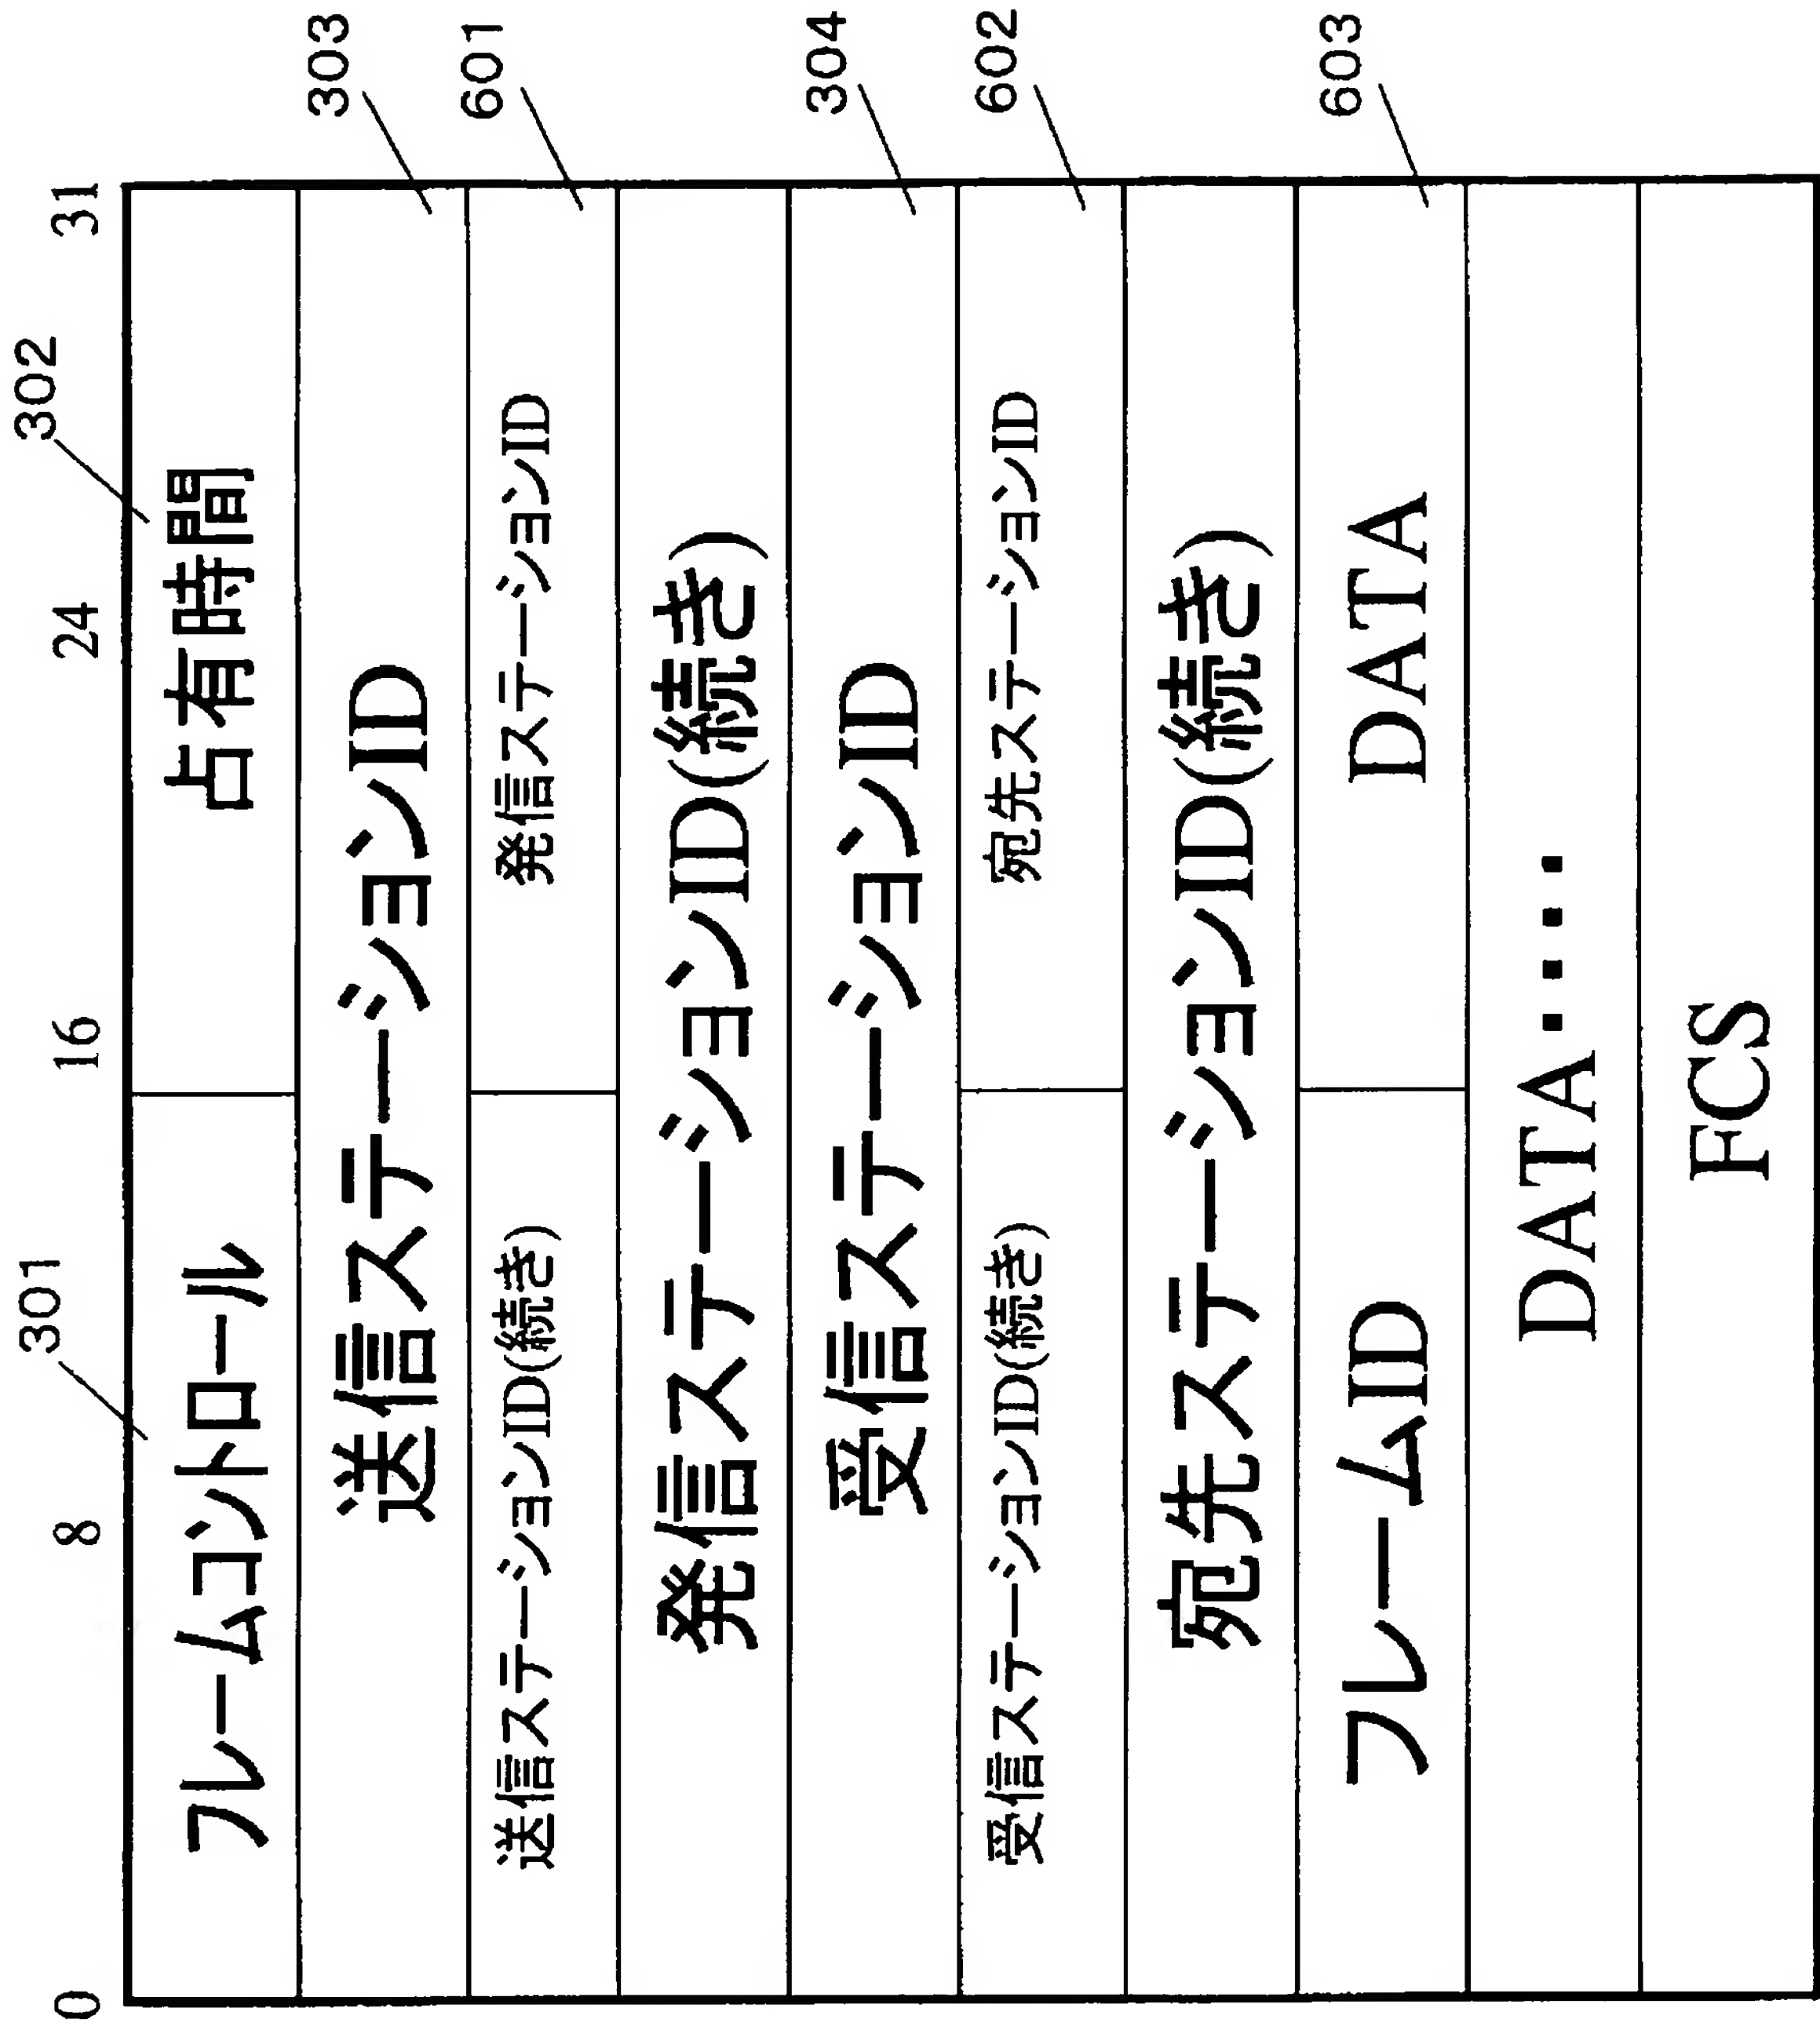 301 302
0 8 16 24 31
フレームコントロール 占有時間
送信ステーションID 303
送信ステーションID(続き) 発信ステーションID 601
発信ステーションID(続き)
受信ステーションID 304
受信ステーションID(続き) 宛先ステーションID 602
宛先ステーションID(続き)
フレームID DATA 603
DATA････
FCS